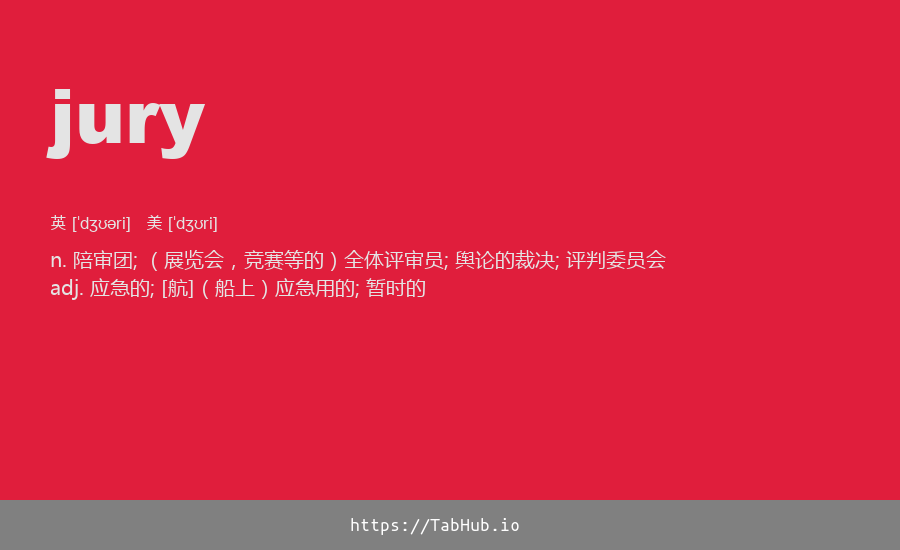 jury
英 ['dʒʊəri] 美 ['dʒʊri]
n. 陪审团; （展览会，竞赛等的）全体评审员; 舆论的裁决; 评判委员会
adj. 应急的; [航]（船上）应急用的; 暂时的
https://TabHub.io